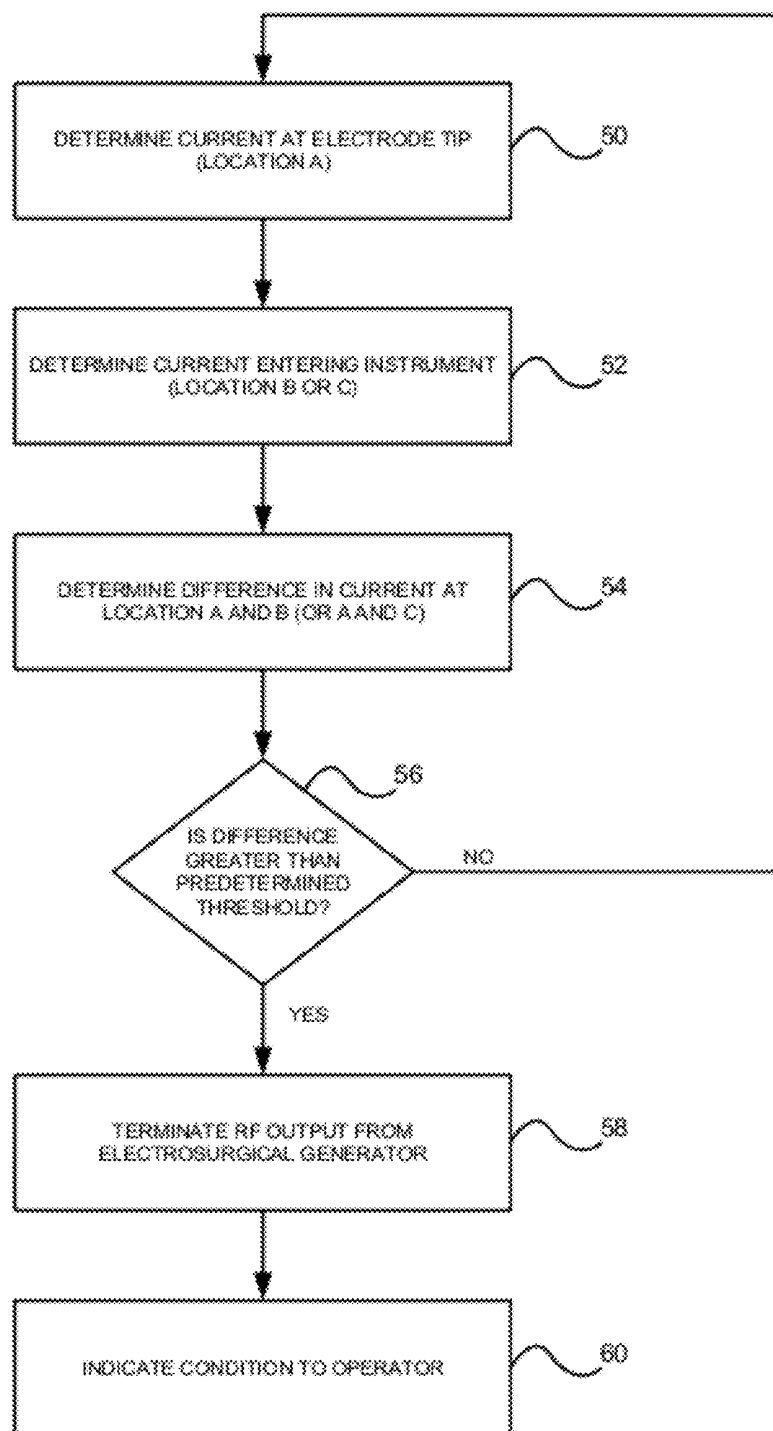 DETERMINE CURRENT AT ELECTRODE TIP
(LOCATION A)
50
DETERMINE CURRENT ENTERING INSTRUMENT
(LOCATION B OR C)
52
DETERMINE DIFFERENCE IN CURRENT AT
LOCATION A AND B (OR A AND C)
54
56
IS DIFFERENCE
GREATER THAN
PREDETERMINED
THRESHOLD?
NO
YES
TERMINATE RF OUTPUT FROM
ELECTROSURGICAL GENERATOR
58
INDICATE CONDITION TO OPERATOR
60